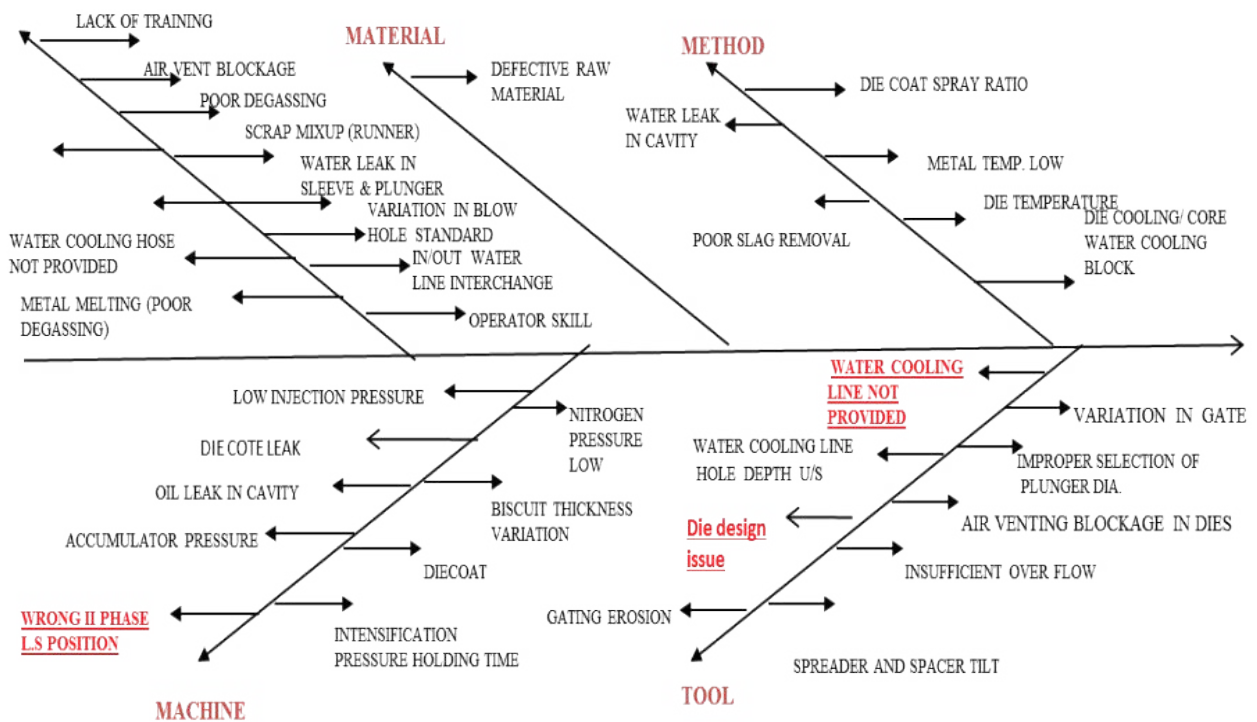 LACK OF TRAINING
AIR VENT BLOCKAGE
POOR DEGASSING
SCRAP MIXUP (RUNNER)
WATER LEAK IN
SLEEVE & PLUNGER
VARIATION IN BLOW
HOLE STANDARD
IN/OUT WATER
LINE INTERCHANGE
OPERATOR SKILL
WATER COOLING HOSE
NOT PROVIDED
METAL MELTING (POOR
DEGASSING)
MATERIAL
DEFECTIVE RAW
MATERIAL
METHOD
DIE COAT SPRAY RATIO
WATER LEAK
IN CAVITY
METAL TEMP. LOW
DIE TEMPERATURE
POOR SLAG REMOVAL
DIE COOLING/ CORE
WATER COOLING
BLOCK
LOW INJECTION PRESSURE
NITROGEN
PRESSURE
LOW
DIE COTE LEAK
OIL LEAK IN CAVITY
BISCUIT THICKNESS
VARIATION
ACCUMULATOR PRESSURE
DIECOAT
WRONG II PHASE
L.S POSITION
INTENSIFICATION
PRESSURE HOLDING TIME
MACHINE
WATER COOLING
LINE NOT
PROVIDED
VARIATION IN GATE
WATER COOLING LINE
HOLE DEPTH U/S
IMPROPER SELECTION OF
PLUNGER DIA.
Die design
issue
AIR VENTING BLOCKAGE IN DIES
INSUFFICIENT OVER FLOW
GATING EROSION
SPREADER AND SPACER TILT
TOOL